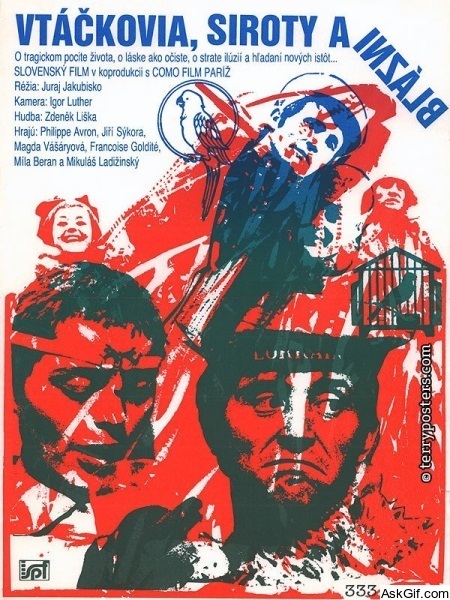 VTÁČKOVIA, SIROTY A
BLÁZNI
O tragickom pocite života, o láske ako očiste, o strate ilúzií a hľadaní nových istôt...
SLOVENSKÝ FILM v koprodukcii s COMO FILM PARÍŽ
Réžia: Juraj Jakubisko
Kamera: Igor Luther
Hudba: Zdeněk Liška
Hrajú: Philippe Avron, Jiří Sýkora,
Magda Vášáryová, Francoise Goldité,
Míla Beran a Mikuláš Ladižinský
© terryposters.com
333
AskGif.com